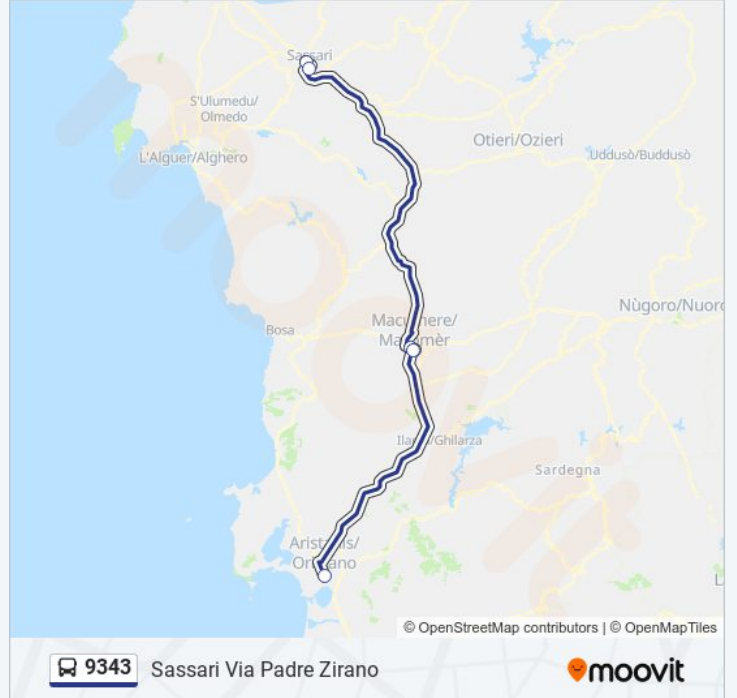 Sassari
S'Ulumedu/
Olmedo
Otieri/Ozieri
L'Alguer/Alghero
Uddusò/Buddusò
Nùgoro/Nuoro
Macumere/
Bosa
Sardegna
Aristanis/
© OpenStreetMap contributors | © OpenMapTiles
9343 Sassari Via Padre Zirano
moovit